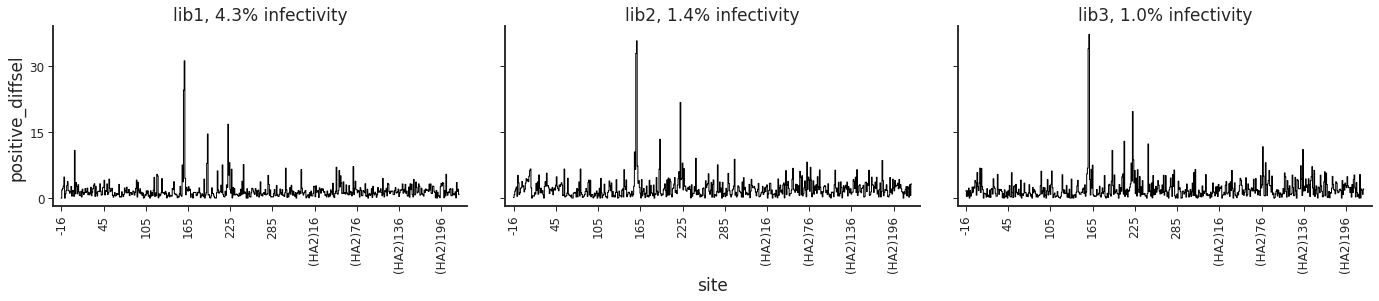 lib1, 4.3% infectivity
lib2, 1.4% infectivity
lib3, 1.0% infectivity
positive_diffsel
30
15
0
-16
45
105
165
225
285
(HA2)16
(HA2)76
(HA2)136
(HA2)196
-16
45
105
165
225
285
(HA2)16
(HA2)76
(HA2)136
(HA2)196
-16
45
105
165
225
285
(HA2)16
(HA2)76
(HA2)136
(HA2)196
site